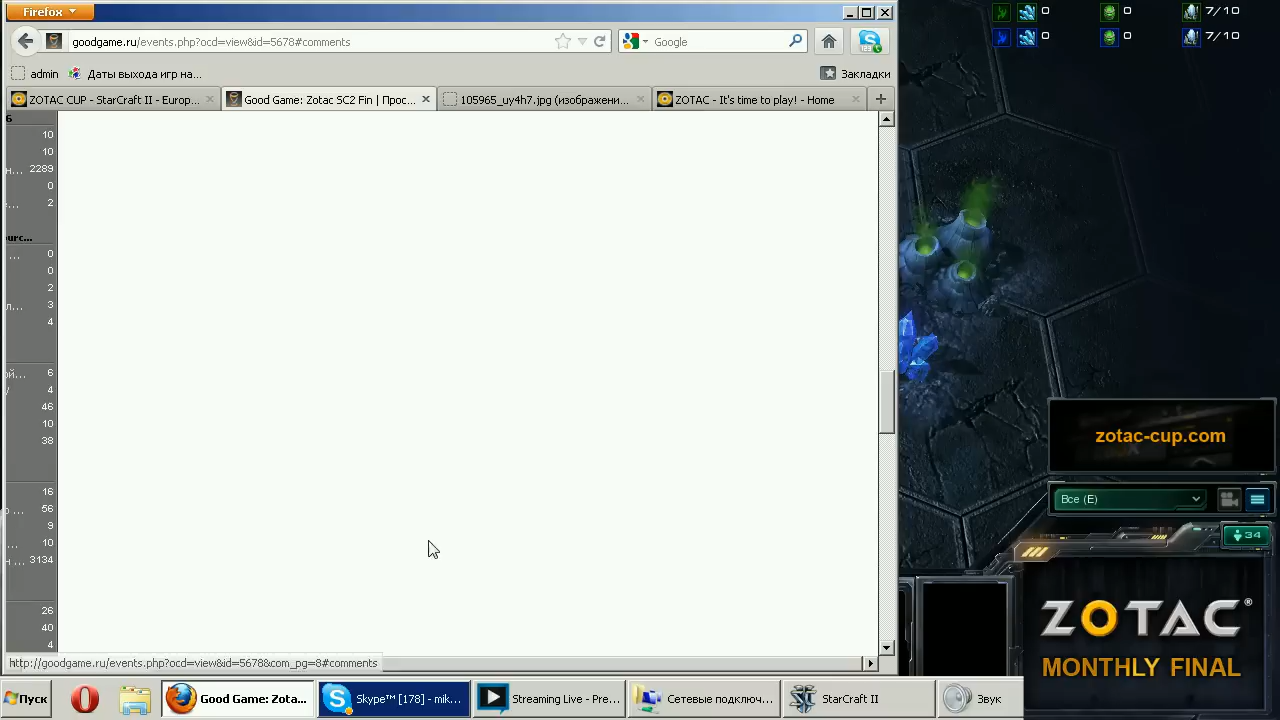 Firefox
0 0 7/10
goodgame.ru/events.php?ocd=view&id=5678#comments
Google
0 0 7/10
admin
Даты выхода игр на...
Закладки
ZOTAC CUP - StarCraft II - Europ...
Good Game: Zotac SC2 Fin | Про...
105965_uy4h7.jpg (изображени...
ZOTAC - It's time to play! - Home
6
10
10
н... 2289
0
е... 2
ourc...
... 0
0
2
л... 3
4
ой... 6
/ 4
46
10
38
16
о ... 56
9
... 10
н ... 3134
26
40
4
zotac-cup.com
Все (E)
34
ZOTAC®
MONTHLY FINAL
http://goodgame.ru/events.php?ocd=view&id=5678&com_pg=8#comments
Пуск
Good Game: Zota...
Skype™ [178] - mik...
Streaming Live - Pre...
Сетевые подключ...
StarCraft II
Звук